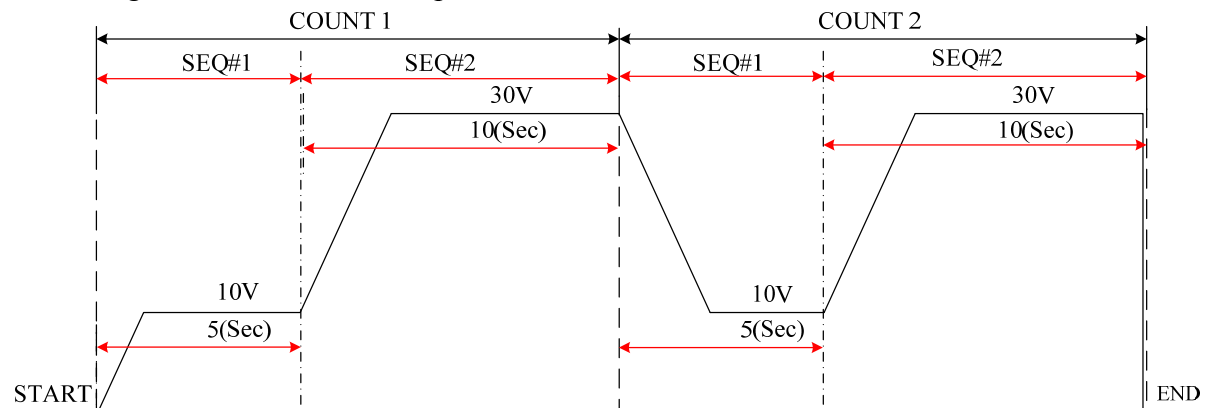 COUNT 1 COUNT 2
SEQ#1 SEQ#2 SEQ#1 SEQ#2
30V 30V
10(Sec) 10(Sec)
10V 10V
5(Sec) 5(Sec)
START END